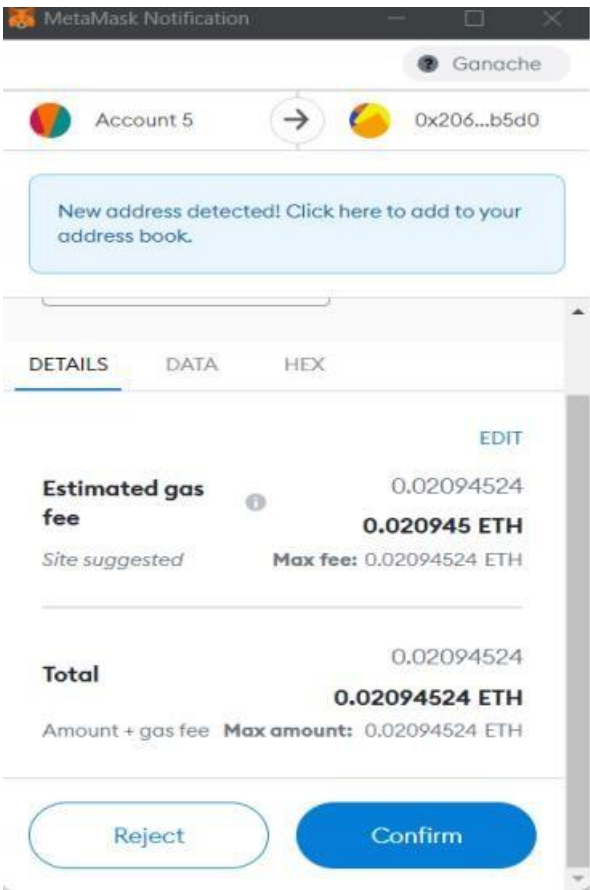 MetaMask Notification
Ganache
Account 5
0x206...b5d0
New address detected! Click here to add to your
address book.
DETAILS DATA HEX
EDIT
Estimated gas
fee
0.02094524
0.020945 ETH
Site suggested Max fee: 0.02094524 ETH
Total
0.02094524
0.02094524 ETH
Amount + gas fee Max amount: 0.02094524 ETH
Reject Confirm